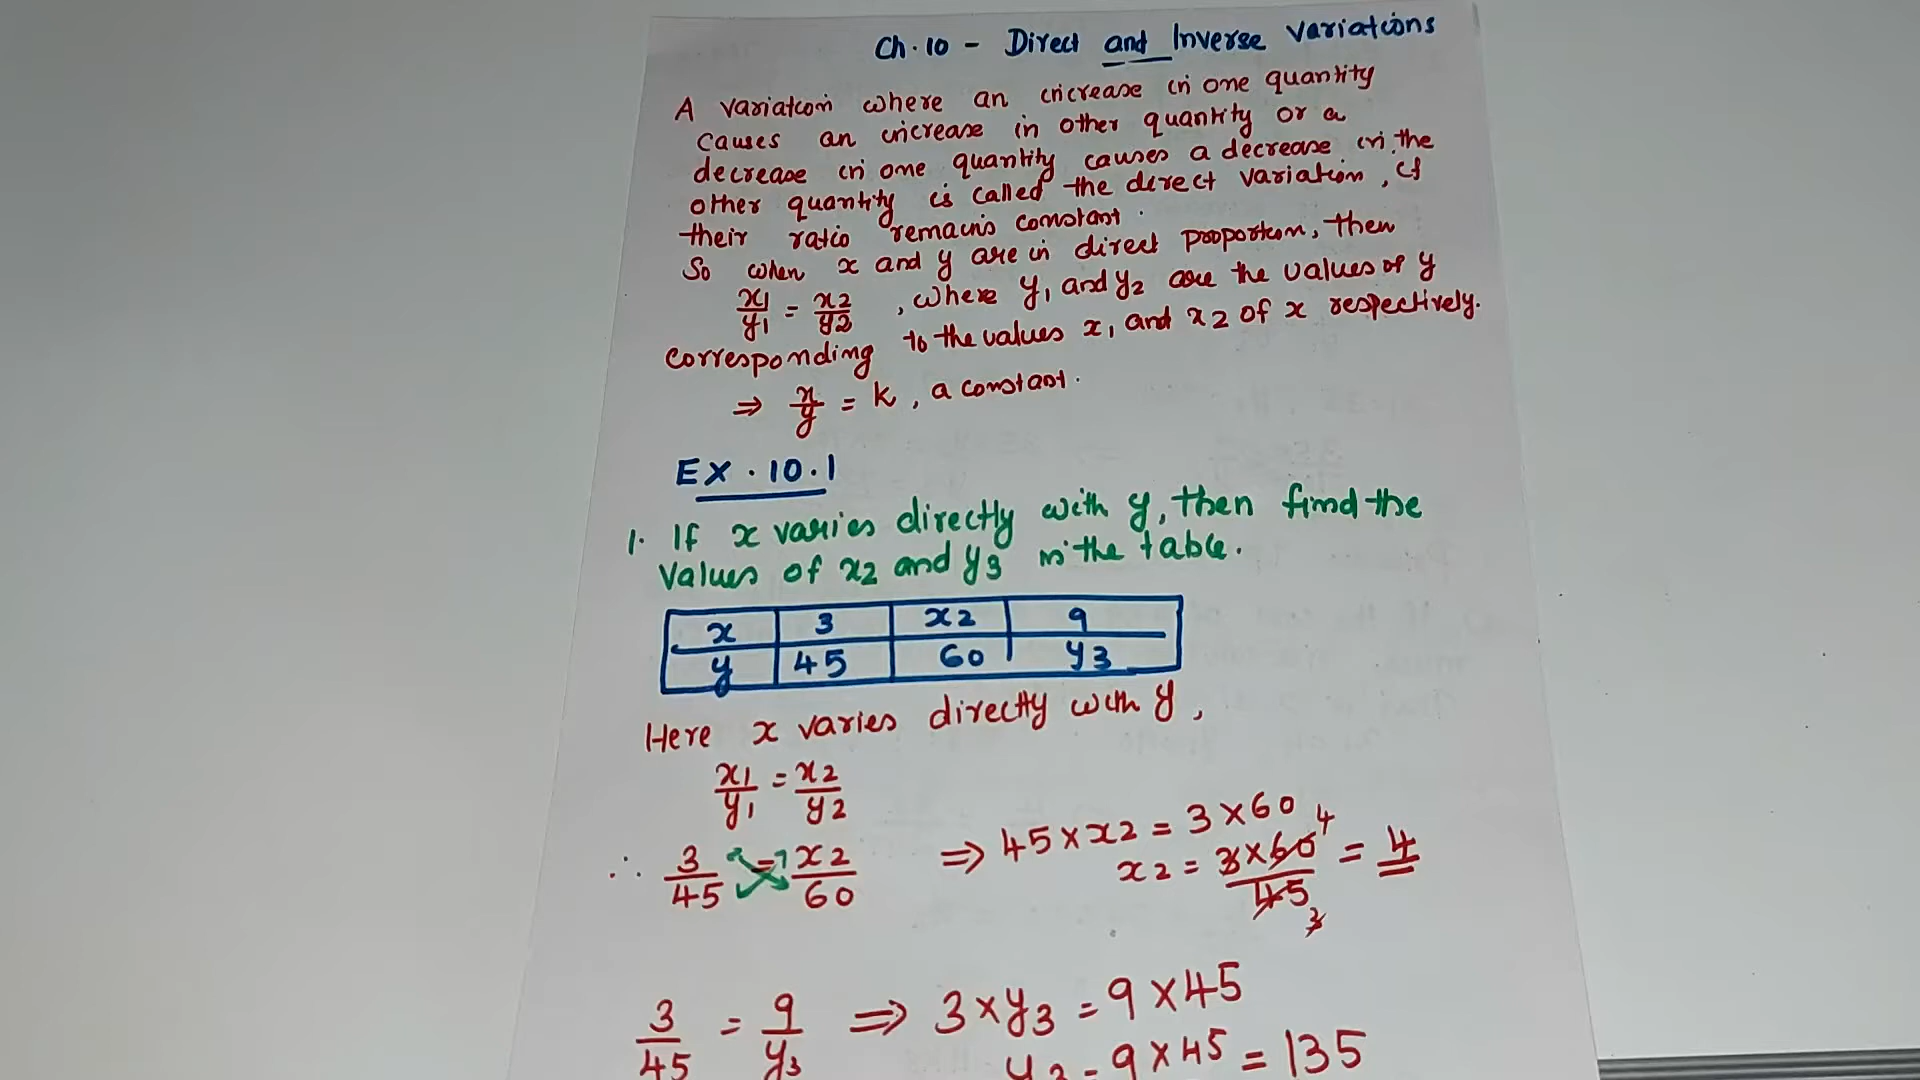 Ch.10 - Direct and Inverse Variations
A variation where an increase in one quantity
causes an increase in other quantity or a
decrease in one quantity causes a decrease in the
other quantity is called the direct variation, if
their ratio remains constant.
So when x and y are in direct proportion, then
x1/y1 = x2/y2 , where y1 and y2 are the values of y
corresponding to the values x1 and x2 of x respectively.
⇒ x/y = k, a constant.
EX.10.1
1. If x varies directly with y, then find the
values of x2 and y3 in the table.
x 3 x2 9
y 45 60 y3
Here x varies directly with y,
x1/y1 = x2/y2
∴ 3/45 = x2/60 ⇒ 45 × x2 = 3 × 60
x2 = 3×60/45 = 4
4
3
3/45 = 9/y3 ⇒ 3 × y3 = 9 × 45
y3 = 9 × 45 = 135